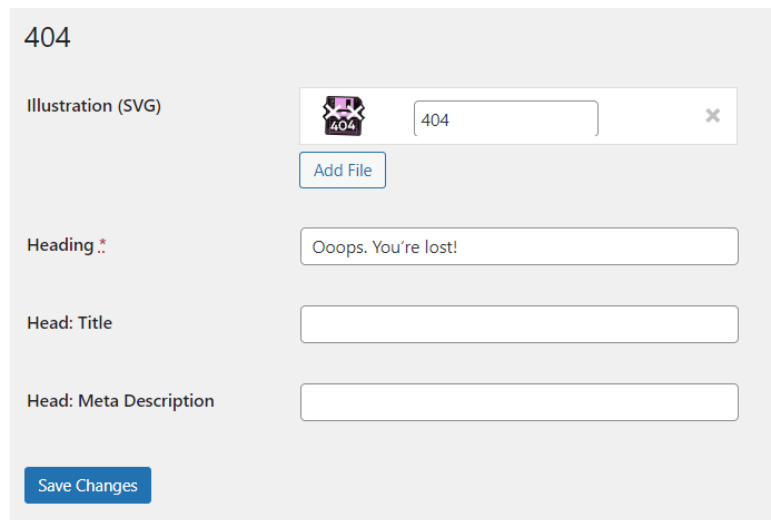 404
Illustration (SVG)
404
404
Add File
Heading *
Ooops. You’re lost!
Head: Title
Head: Meta Description
Save Changes